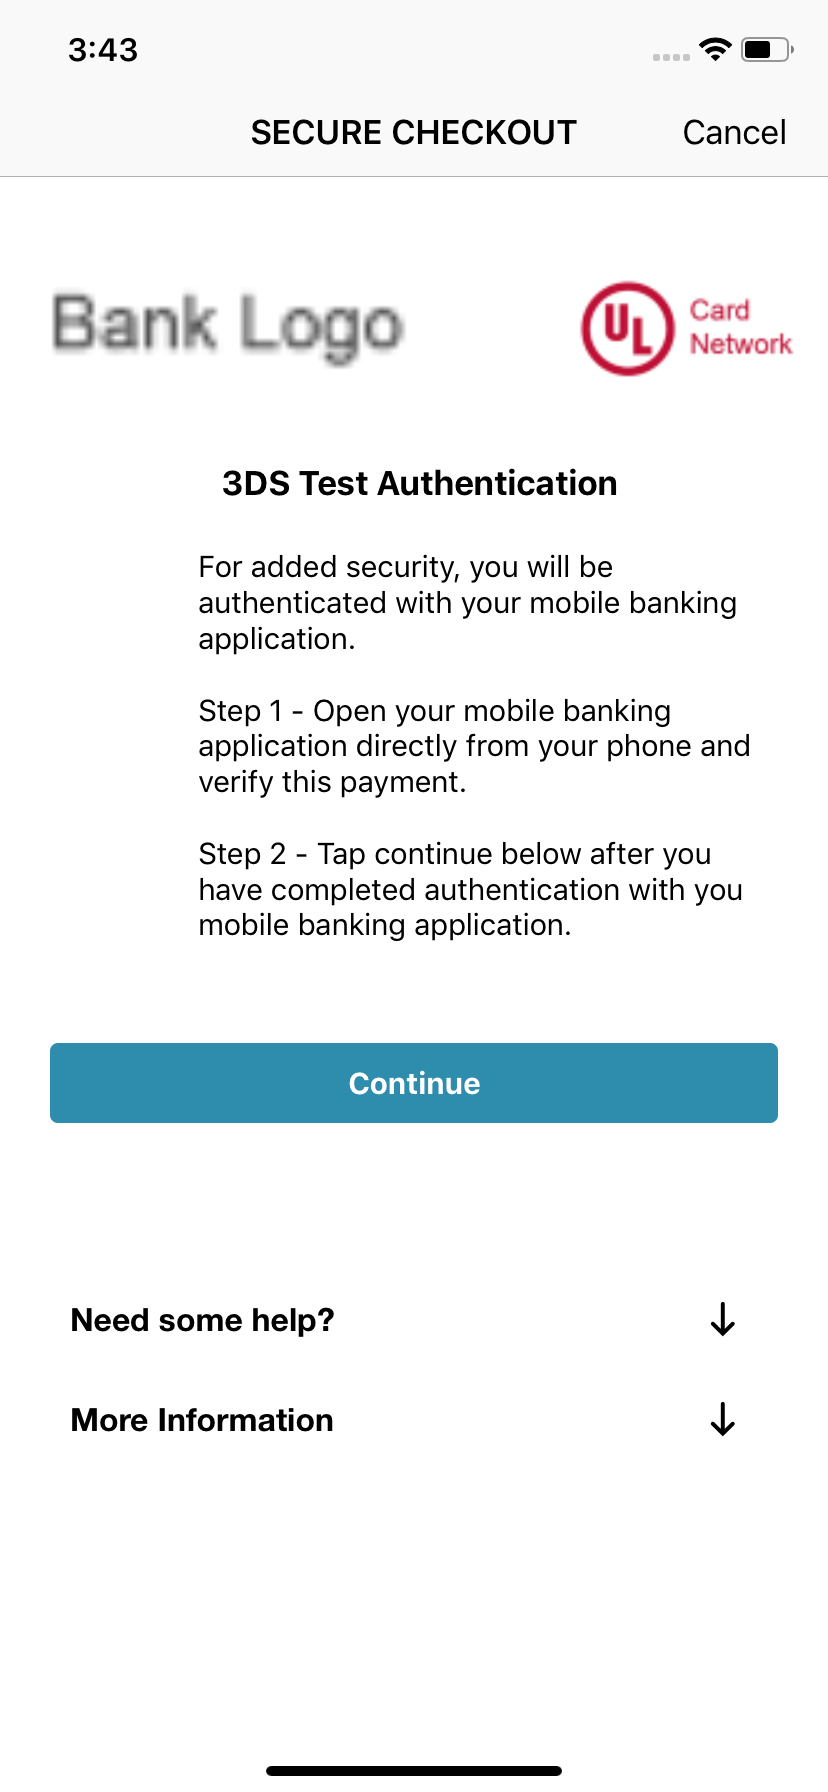 3:43
SECURE CHECKOUT
Cancel
Bank Logo
UL
Card
Network
3DS Test Authentication
For added security, you will be
authenticated with your mobile banking
application.
Step 1 - Open your mobile banking
application directly from your phone and
verify this payment.
Step 2 - Tap continue below after you
have completed authentication with you
mobile banking application.
Continue
Need some help?
More Information